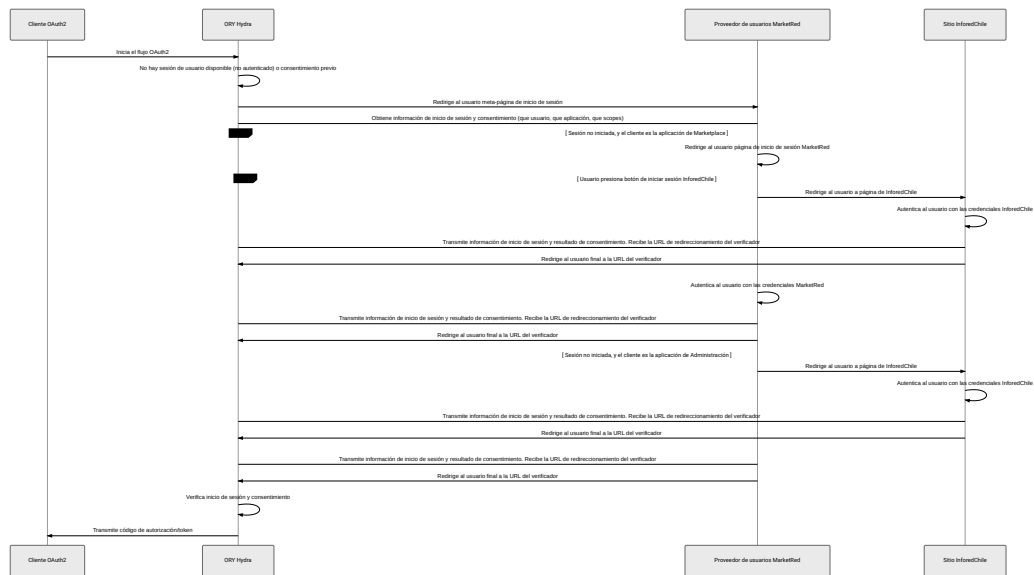 Cliente OAuth2
ORY Hydra
Proveedor de usuarios MarketRed
Sitio InforedChile
Inicia el flujo OAuth2
No hay sesión de usuario disponible (no autenticado) o consentimiento previo
Redirige al usuario meta-página de inicio de sesión
Obtiene información de inicio de sesión y consentimiento (que usuario, que aplicación, que scopes)
[ Sesión no iniciada, y el cliente es la aplicación de Marketplace]
Redirige al usuario página de inicio de sesión MarketRed
[ Usuario presiona botón de iniciar sesión InforedChile]
Redirige al usuario a página de InforedChile
Autentica al usuario con las credenciales InforedChile
Transmite información de inicio de sesión y resultado de consentimiento. Recibe la URL de redireccionamiento del verificador
Redirige al usuario final a la URL del verificador
Autentica al usuario con las credenciales MarketRed
Transmite información de inicio de sesión y resultado de consentimiento. Recibe la URL de redireccionamiento del verificador
Redirige al usuario final a la URL del verificador
[ Sesión no iniciada, y el cliente es la aplicación de Administración]
Redirige al usuario a página de InforedChile
Autentica al usuario con las credenciales InforedChile
Transmite información de inicio de sesión y resultado de consentimiento. Recibe la URL de redireccionamiento del verificador
Redirige al usuario final a la URL del verificador
Transmite información de inicio de sesión y resultado de consentimiento. Recibe la URL de redireccionamiento del verificador
Redirige al usuario final a la URL del verificador
Verifica inicio de sesión y consentimiento
Transmite código de autorización/token
Cliente OAuth2
ORY Hydra
Proveedor de usuarios MarketRed
Sitio InforedChile